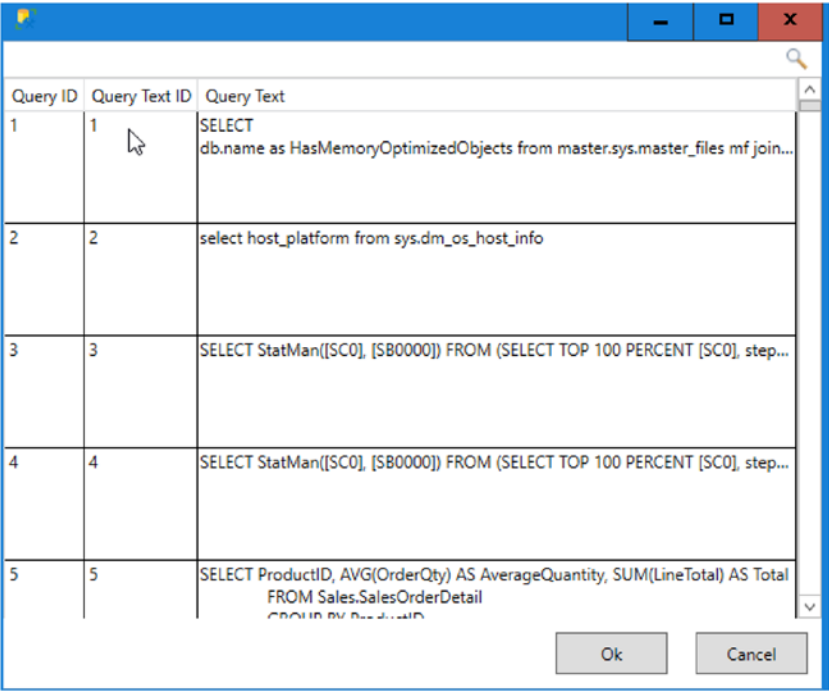 Query ID Query Text ID Query Text
1 1 SELECT
db.name as HasMemoryOptimizedObjects from master.sys.master_files mf join...
2 2 select host_platform from sys.dm_os_host_info
3 3 SELECT StatMan([SC0], [SB0000]) FROM (SELECT TOP 100 PERCENT [SC0], step...
4 4 SELECT StatMan([SC0], [SB0000]) FROM (SELECT TOP 100 PERCENT [SC0], step...
5 5 SELECT ProductID, AVG(OrderQty) AS AverageQuantity, SUM(LineTotal) AS Total
FROM Sales.SalesOrderDetail
GROUP BY ProductID
Ok Cancel